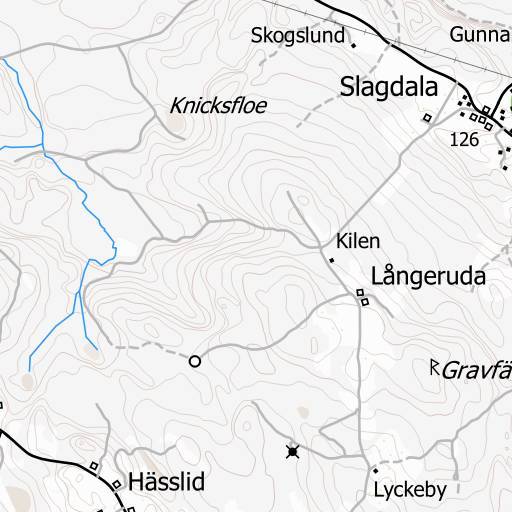 Skogslund
Gunna
Slagdala
Knicksfloe
126
Kilen
Långeruda
Gravfä
Hässlid
Lyckeby